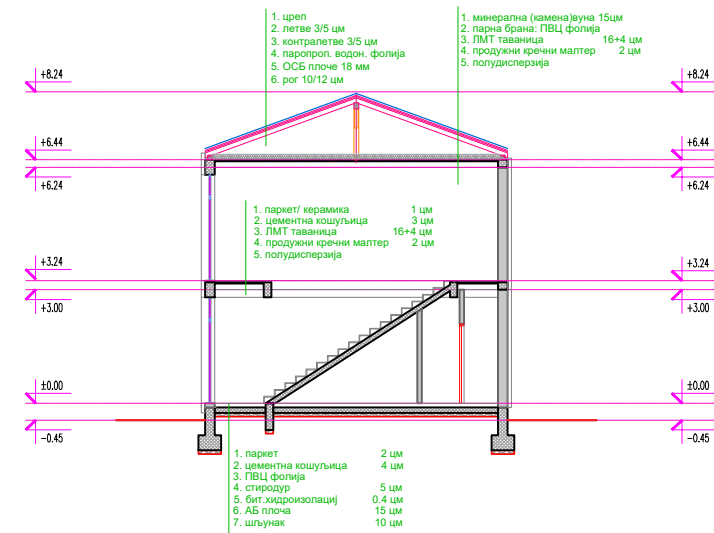 1. цреп
2. летве 3/5 цм
3. контралетве 3/5 цм
4. паропроп. водон. фолија
5. ОСБ плоче 18 мм
6. рог 10/12 цм
1. минерална (камена)вуна 15цм
2. парна брана: ПВЦ фолија
3. ЛМТ таваница 16+4 цм
4. продужни кречни малтер 2 цм
5. полудисперзија
+8.24
+8.24
+6.44
+6.44
+6.24
+6.24
1. паркет/ керамика 1 цм
2. цементна кошуљица 3 цм
3. ЛМТ таваница 16+4 цм
4. продужни кречни малтер 2 цм
5. полудисперзија
+3.24
+3.24
+3.00
+3.00
±0.00
±0.00
−0.45
−0.45
1. паркет 2 цм
2. цементна кошуљица 4 цм
3. ПВЦ фолија
4. стиродур 5 цм
5. бит.хидроизолациј 0.4 цм
6. АБ плоча 15 цм
7. шљунак 10 цм